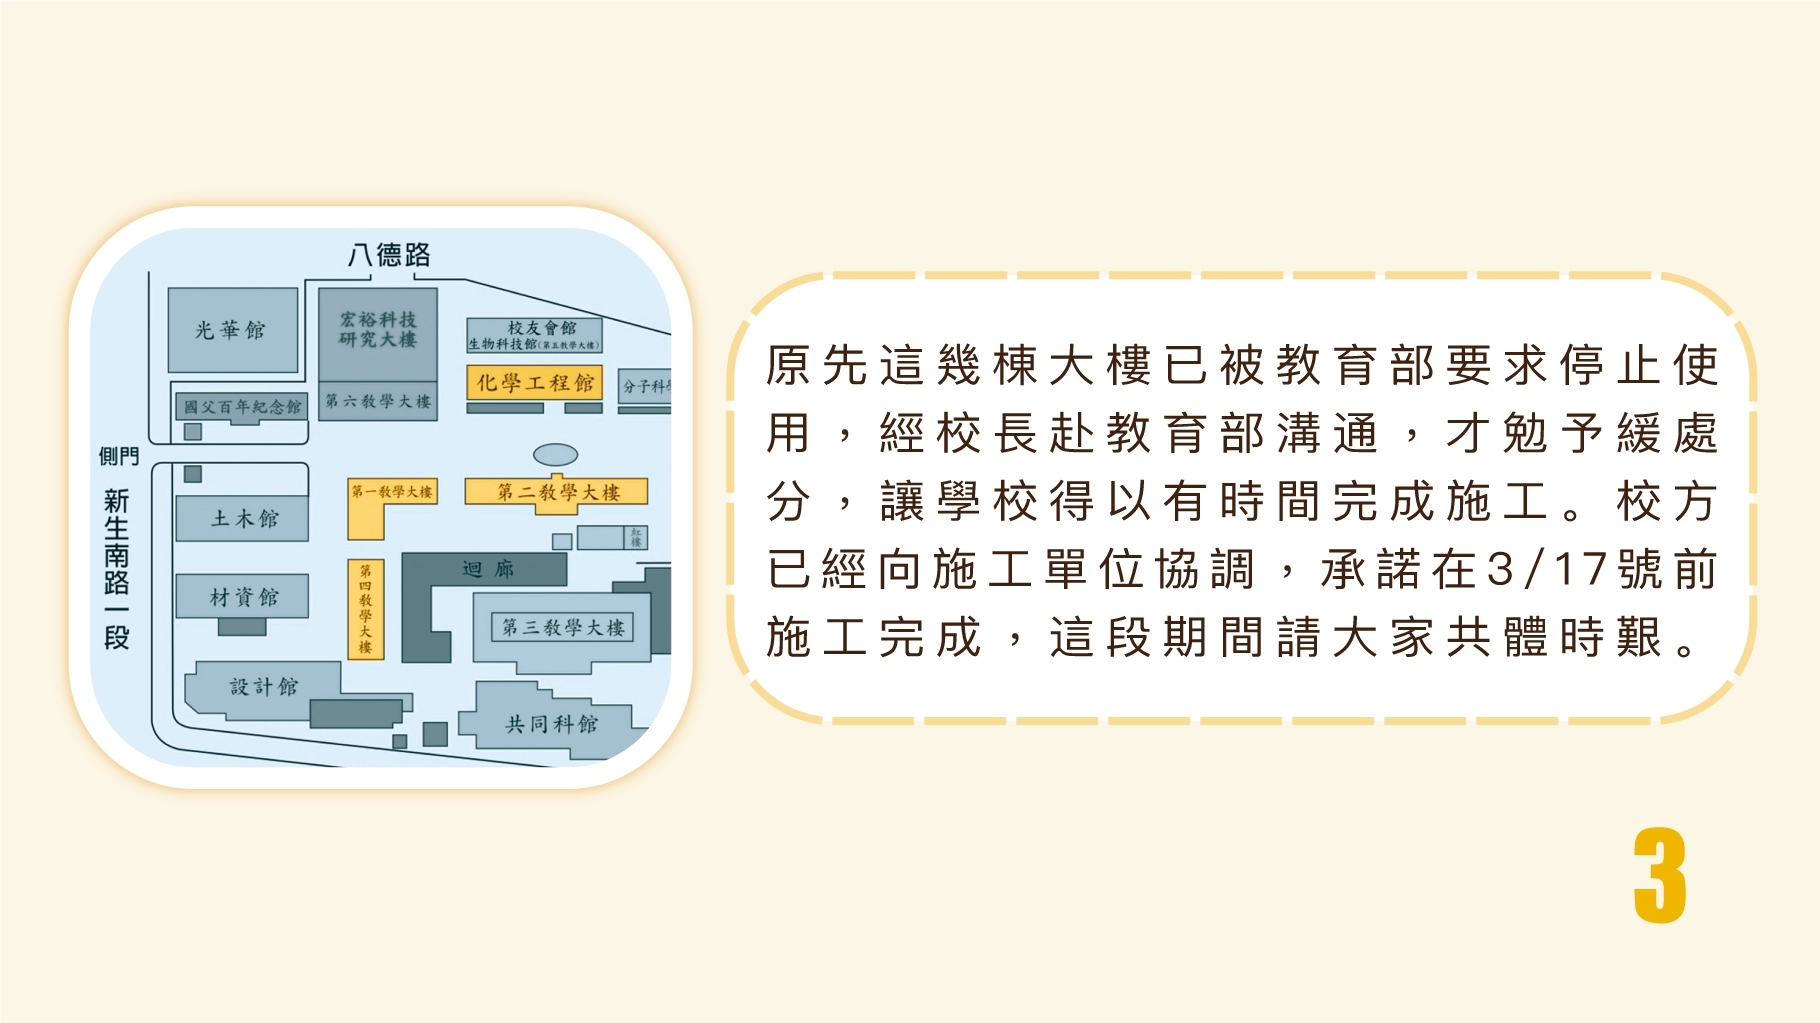 八德路
光華館
宏裕科技
研究大樓
校友會館
生物科技館(第五教學大樓)
化學工程館
分子科學
國父百年紀念館
第六教學大樓
側門
新生南路一段
第一教學大樓
第二教學大樓
土木館
紅樓
迴廊
第四教學大樓
材資館
第三教學大樓
設計館
共同科館
原先這幾棟大樓已被教育部要求停止使
用，經校長赴教育部溝通，才勉予緩處
分，讓學校得以有時間完成施工。校方
已經向施工單位協調，承諾在3/17號前
施工完成，這段期間請大家共體時艱。
3